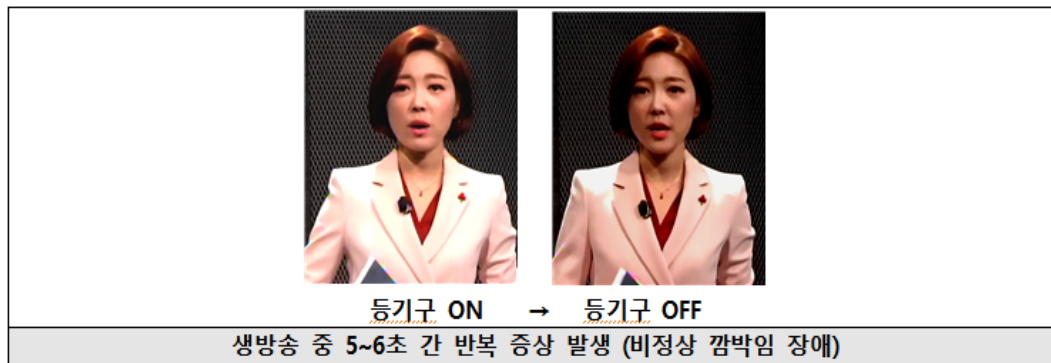 등기구 ON → 등기구 OFF
생방송 중 5~6초 간 반복 증상 발생 (비정상 깜박임 장애)